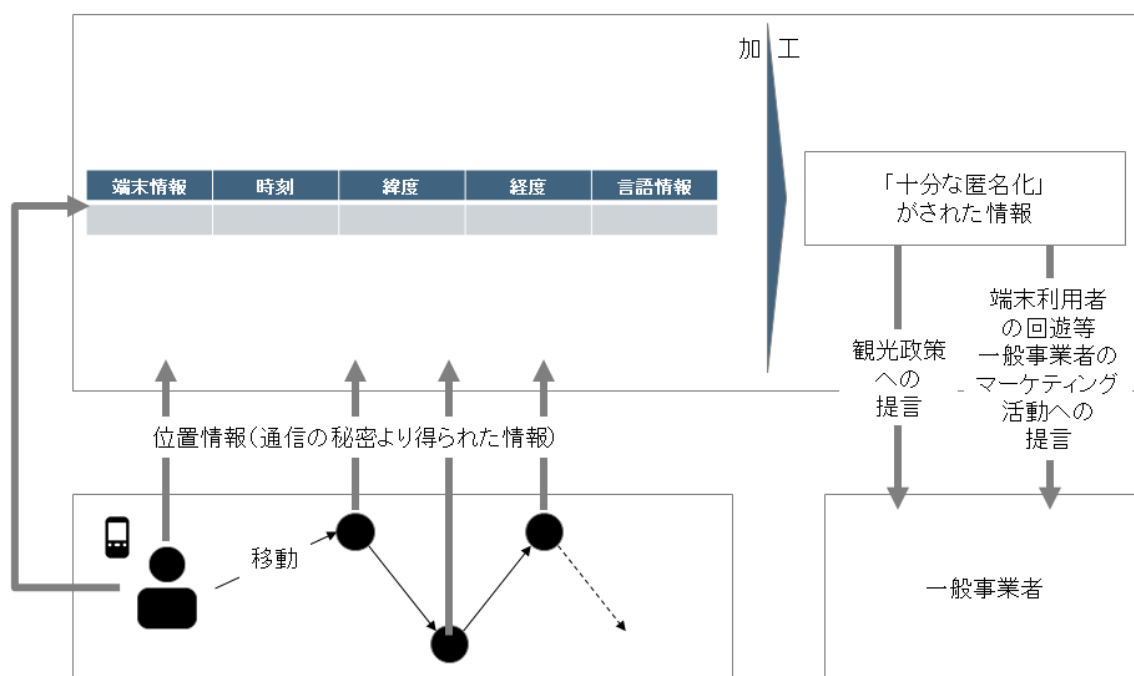 加工
端末情報 時刻 緯度 経度 言語情報
「十分な匿名化」
がされた情報
観光政策
への
提言
端末利用者
の回遊等
一般事業者の
マーケティング
活動への
提言
位置情報（通信の秘密より得られた情報）
移動
一般事業者